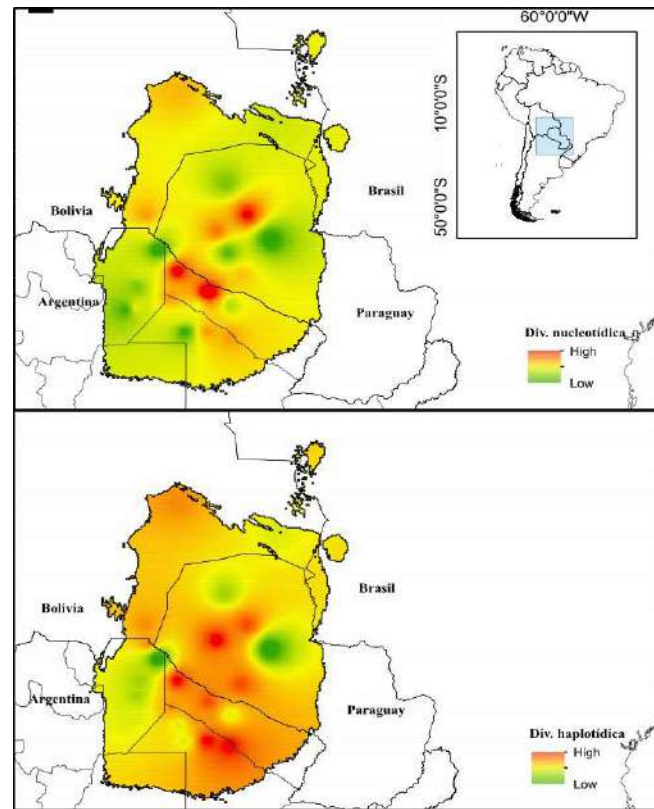 60°0'0"W
10°0'0"S
50°0'0"S
Brasil
Bolivia
Argentina
Paraguay
Div. nucleotídica
High
Low
Brasil
Bolivia
Argentina
Paraguay
Div. haplotídica
High
Low